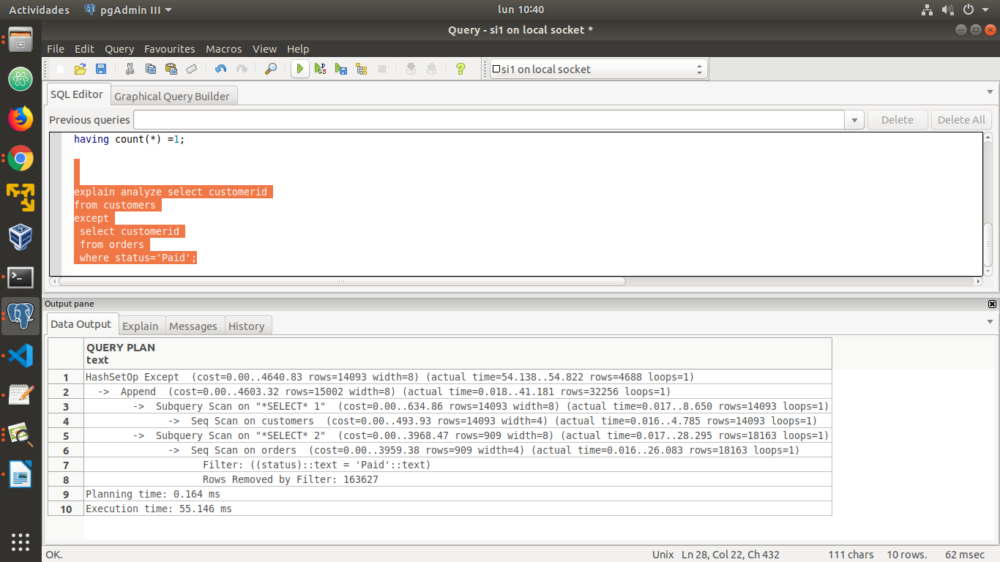 Actividades pgAdmin III lun 10:40
Query - si1 on local socket *
File Edit Query Favourites Macros View Help
si1 on local socket
SQL Editor Graphical Query Builder
Previous queries Delete Delete All
having count(*) =1;
explain analyze select customerid
from customers
except
select customerid
from orders
where status='Paid';
Output pane
Data Output Explain Messages History
QUERY PLAN
text
1 HashSetOp Except (cost=0.00..4640.83 rows=14093 width=8) (actual time=54.138..54.822 rows=4688 loops=1)
2 -> Append (cost=0.00..4603.32 rows=15002 width=8) (actual time=0.018..41.181 rows=32256 loops=1)
3 -> Subquery Scan on "*SELECT* 1" (cost=0.00..634.86 rows=14093 width=8) (actual time=0.017..8.650 rows=14093 loops=1)
4 -> Seq Scan on customers (cost=0.00..493.93 rows=14093 width=4) (actual time=0.016..4.785 rows=14093 loops=1)
5 -> Subquery Scan on "*SELECT* 2" (cost=0.00..3968.47 rows=909 width=8) (actual time=0.017..28.295 rows=18163 loops=1)
6 -> Seq Scan on orders (cost=0.00..3959.38 rows=909 width=4) (actual time=0.016..26.083 rows=18163 loops=1)
7 Filter: ((status)::text = 'Paid'::text)
8 Rows Removed by Filter: 163627
9 Planning time: 0.164 ms
10 Execution time: 55.146 ms
OK. Unix Ln 28, Col 22, Ch 432 111 chars 10 rows. 62 msec